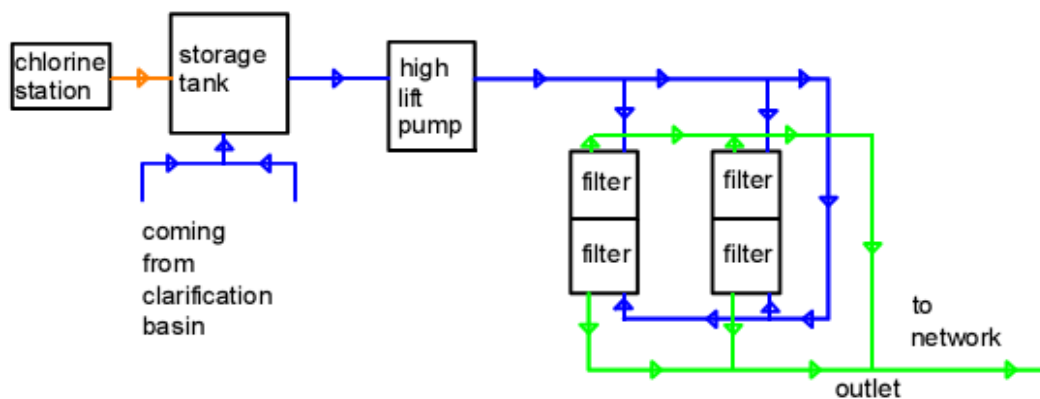 chlorine
station
storage
tank
high
lift
pump
filter
filter
filter
filter
coming
from
clarification
basin
to
network
outlet